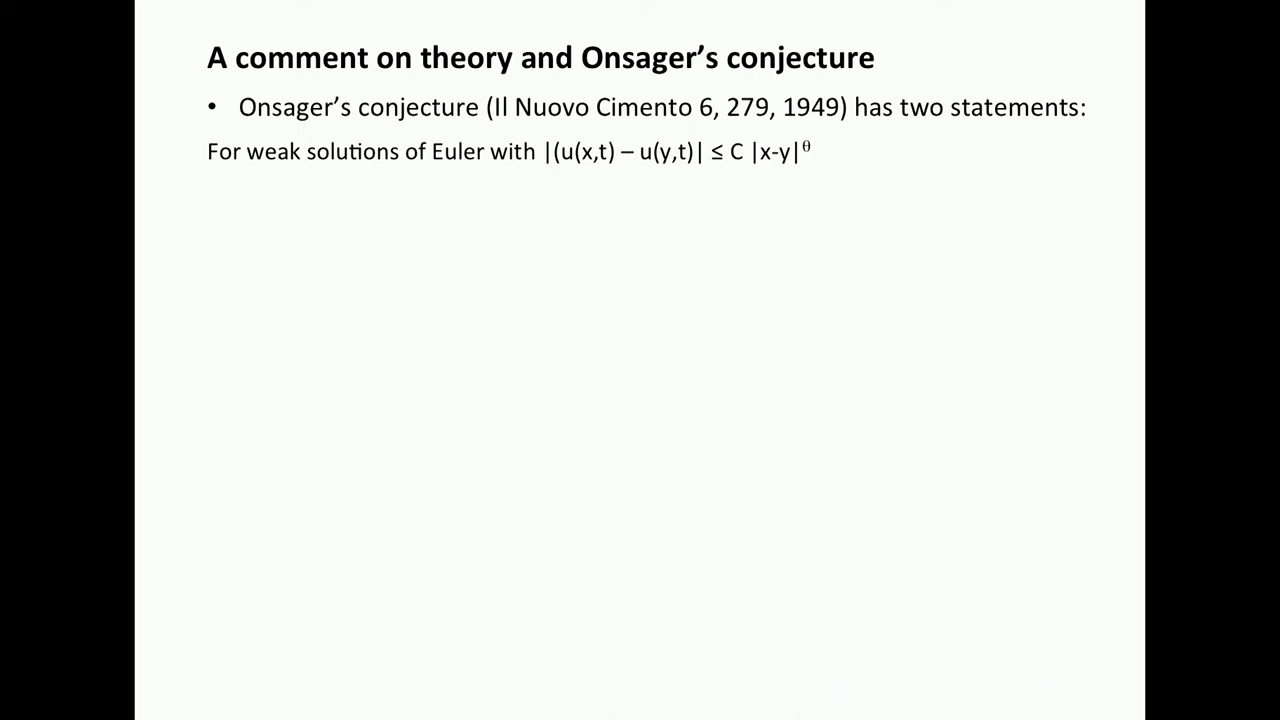 A comment on theory and Onsager’s conjecture
• Onsager’s conjecture (Il Nuovo Cimento 6, 279, 1949) has two statements:
For weak solutions of Euler with |(u(x,t) – u(y,t)| ≤ C |x-y|^θ